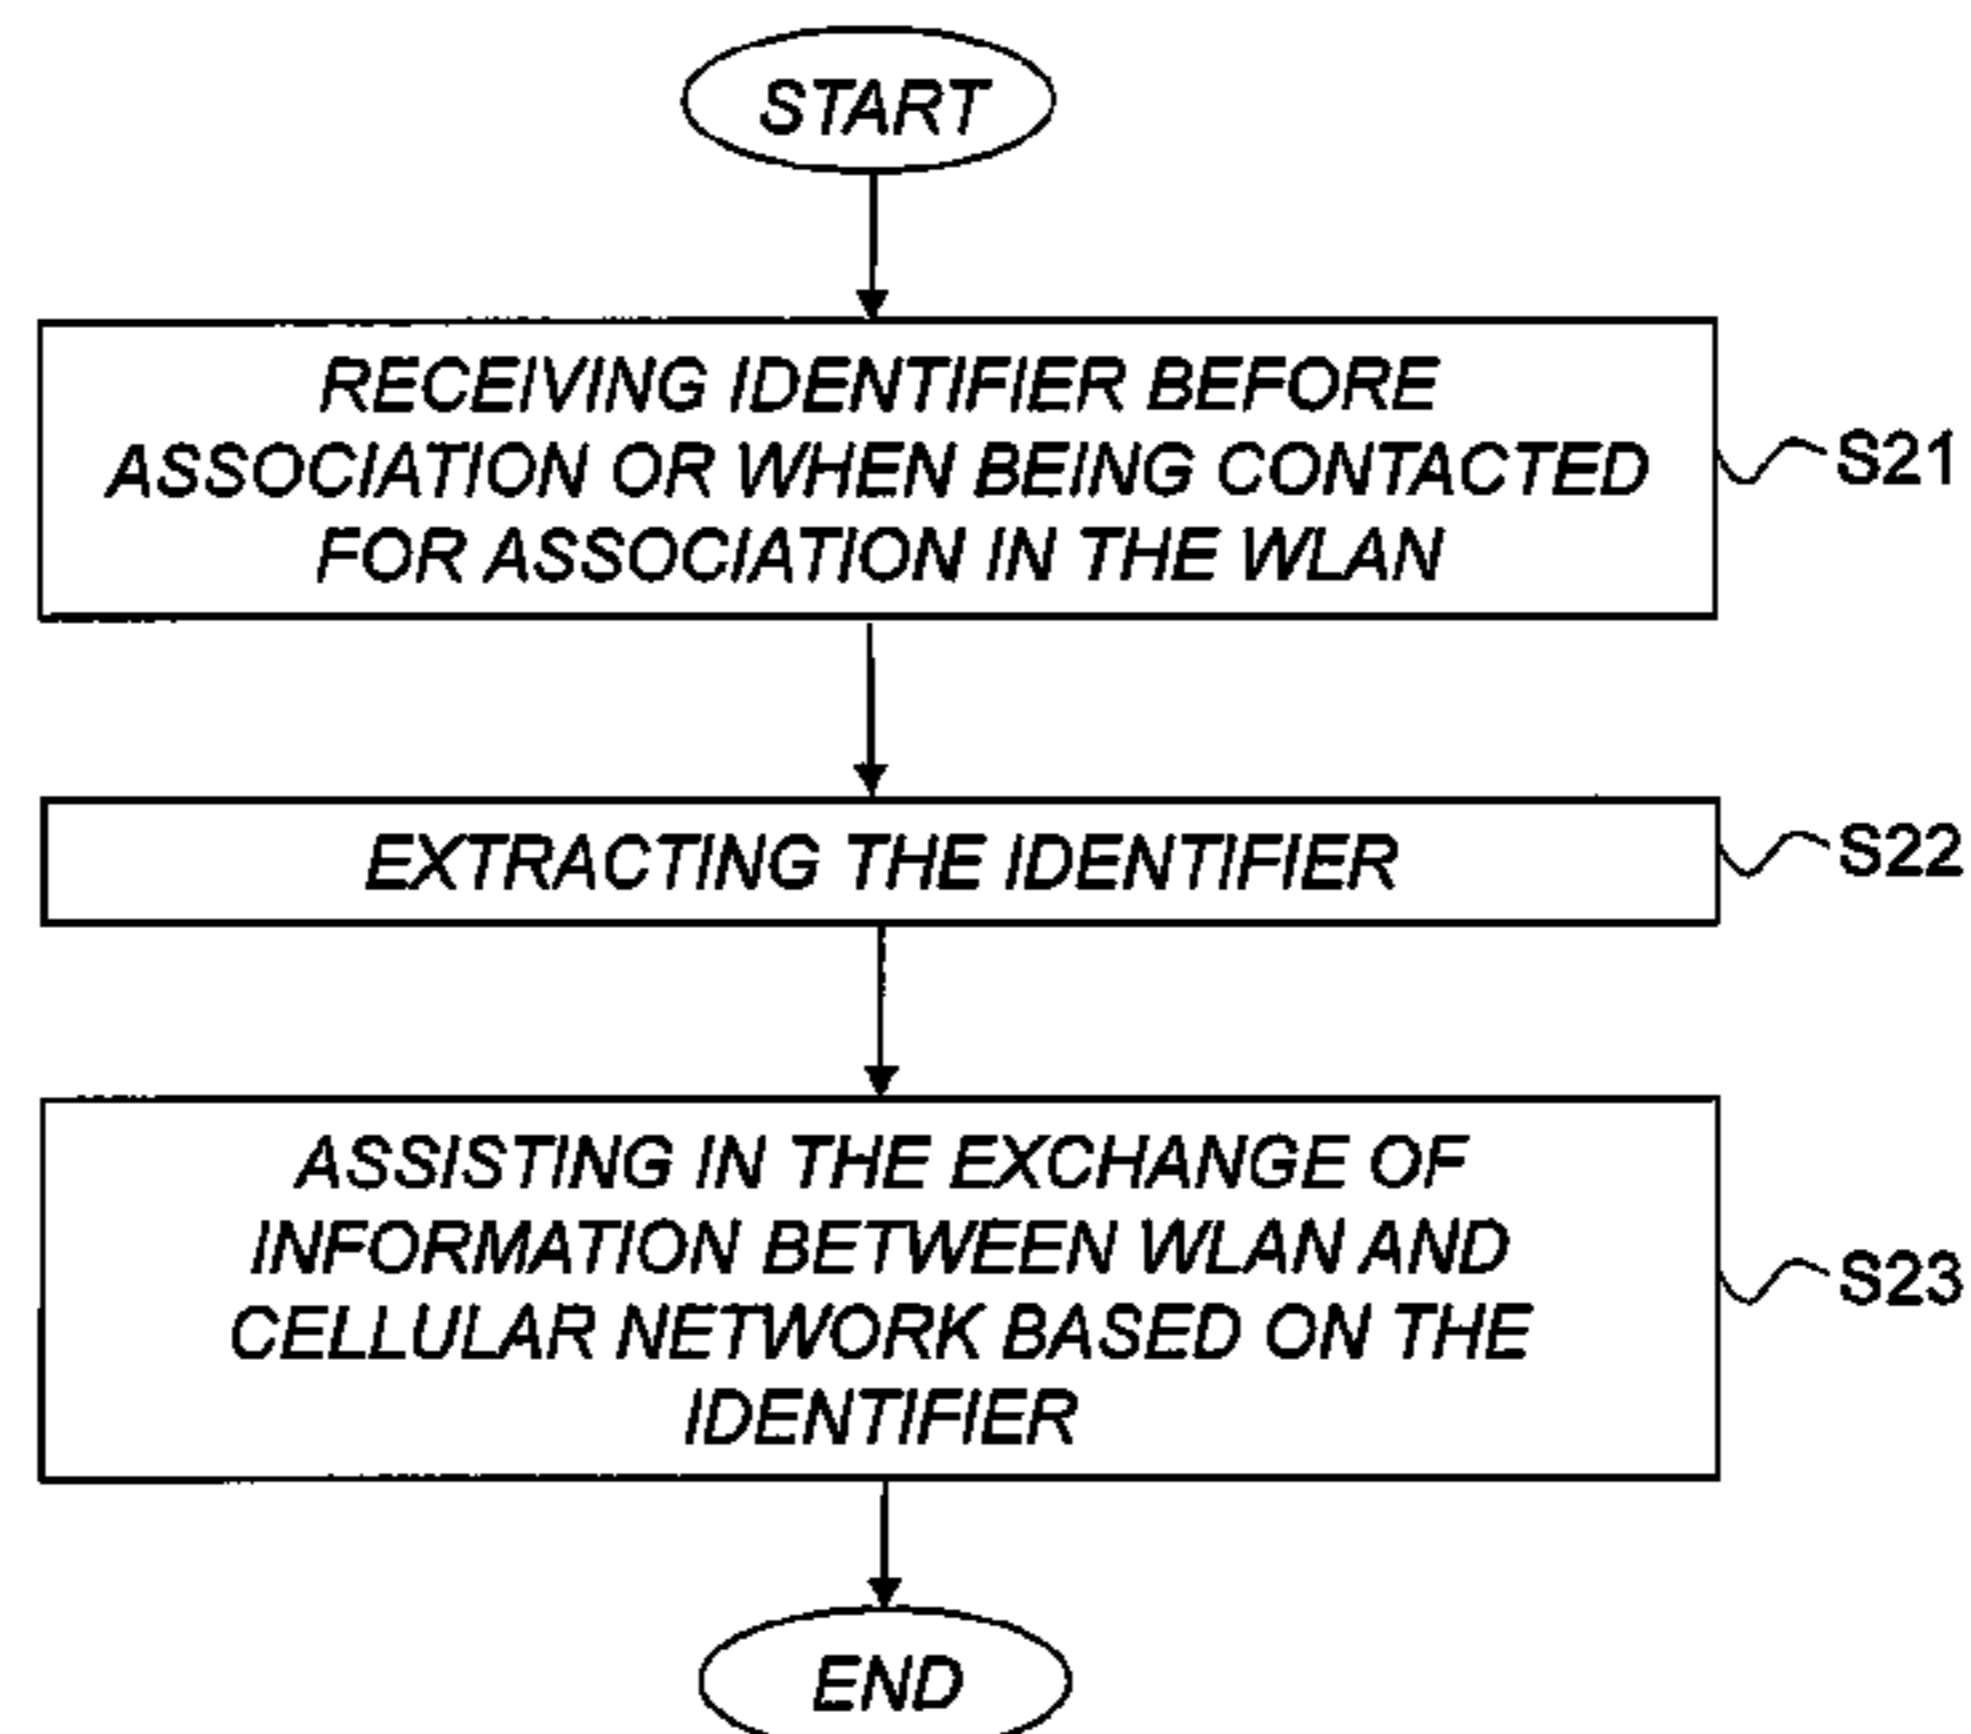 START
RECEIVING IDENTIFIER BEFORE
ASSOCIATION OR WHEN BEING CONTACTED
FOR ASSOCIATION IN THE WLAN
S21
EXTRACTING THE IDENTIFIER
S22
ASSISTING IN THE EXCHANGE OF
INFORMATION BETWEEN WLAN AND
CELLULAR NETWORK BASED ON THE
IDENTIFIER
S23
END